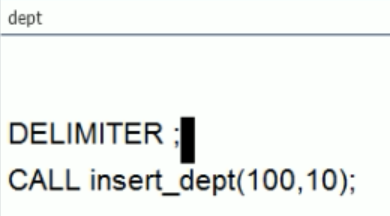 dept
DELIMITER ;
CALL insert_dept(100,10);